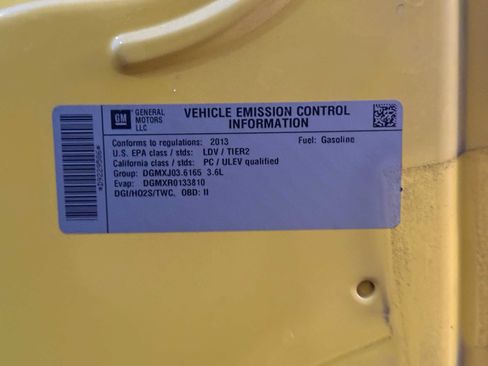 GM
GENERAL
MOTORS
LLC
VEHICLE EMISSION CONTROL
INFORMATION
Conforms to regulations: 2013
Fuel: Gasoline
U.S. EPA class / stds: LDV / TIER2
California class / stds: PC / ULEV qualified
Group: DGMXJ03.6165 3.6L
Evap: DGMXR0133810
DGI/HO2S/TWC, OBD: II